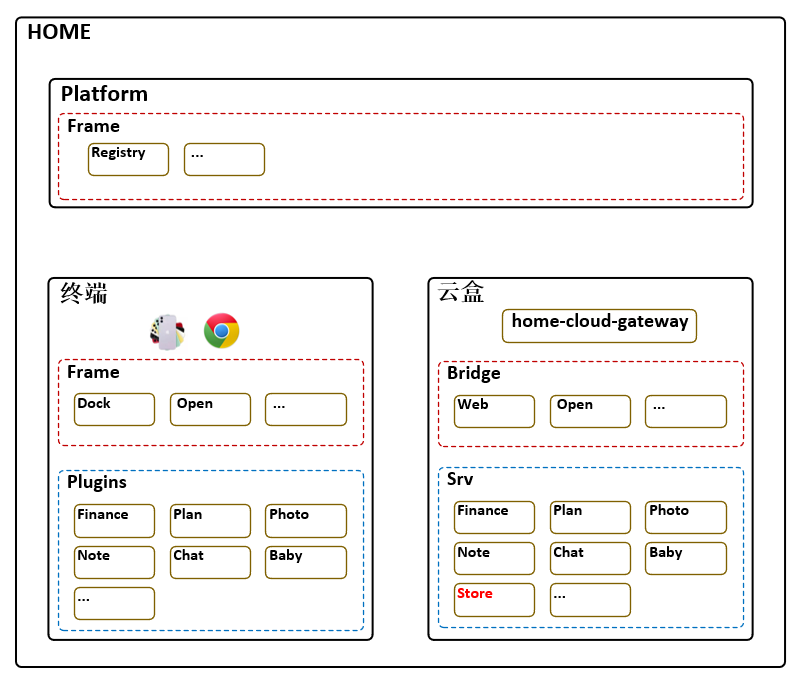 HOME
Platform
Frame
Registry
...
终端
Frame
Dock
Open
...
Plugins
Finance
Plan
Photo
Note
Chat
Baby
...
云盒
home-cloud-gateway
Bridge
Web
Open
...
Srv
Finance
Plan
Photo
Note
Chat
Baby
Store
...